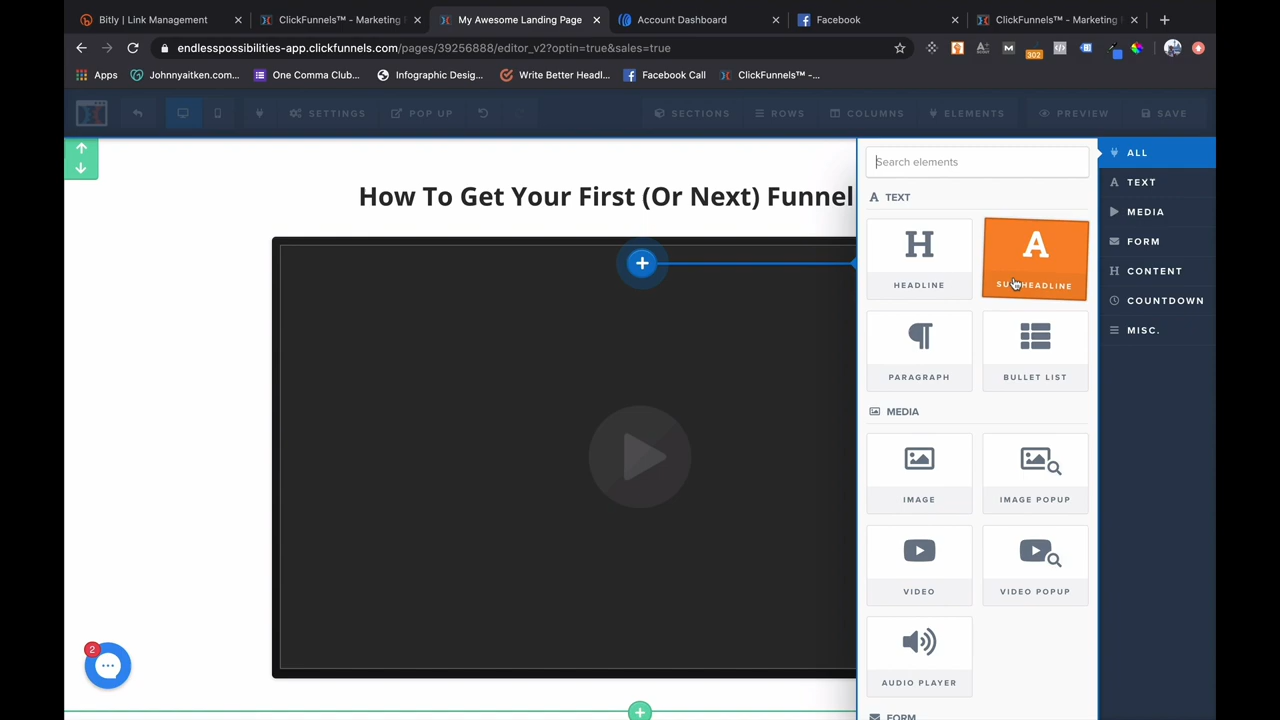 Bitly | Link Management
ClickFunnels™ - Marketing
My Awesome Landing Page
Account Dashboard
Facebook
ClickFunnels™ - Marketing
endlesspossibilities-app.clickfunnels.com/pages/39256888/editor_v2?optin=true&sales=true
302
Apps
Johnnyaitken.com...
One Comma Club...
Infographic Desig...
Write Better Headl...
Facebook Call
ClickFunnels™ -...
SETTINGS
POP UP
SECTIONS
ROWS
COLUMNS
ELEMENTS
PREVIEW
SAVE
How To Get Your First (Or Next) Funnel
Search elements
TEXT
HEADLINE
SUB-HEADLINE
PARAGRAPH
BULLET LIST
MEDIA
IMAGE
IMAGE POPUP
VIDEO
VIDEO POPUP
AUDIO PLAYER
FORM
ALL
TEXT
MEDIA
FORM
CONTENT
COUNTDOWN
MISC.
2